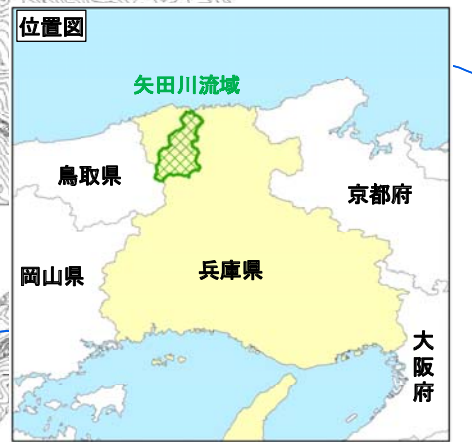 位置図
矢田川流域
鳥取県
京都府
岡山県
兵庫県
大阪府